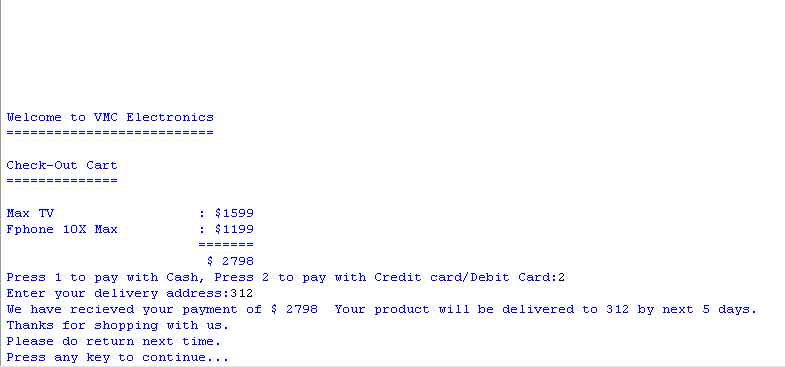 Welcome to VMC Electronics
==========================
Check-Out Cart
==============
Max TV                  : $1599
Fphone 10X Max          : $1199
                        =======
                         $ 2798
Press 1 to pay with Cash, Press 2 to pay with Credit card/Debit Card:2
Enter your delivery address:312
We have recieved your payment of $ 2798  Your product will be delivered to 312 by next 5 days.
Thanks for shopping with us.
Please do return next time.
Press any key to continue...